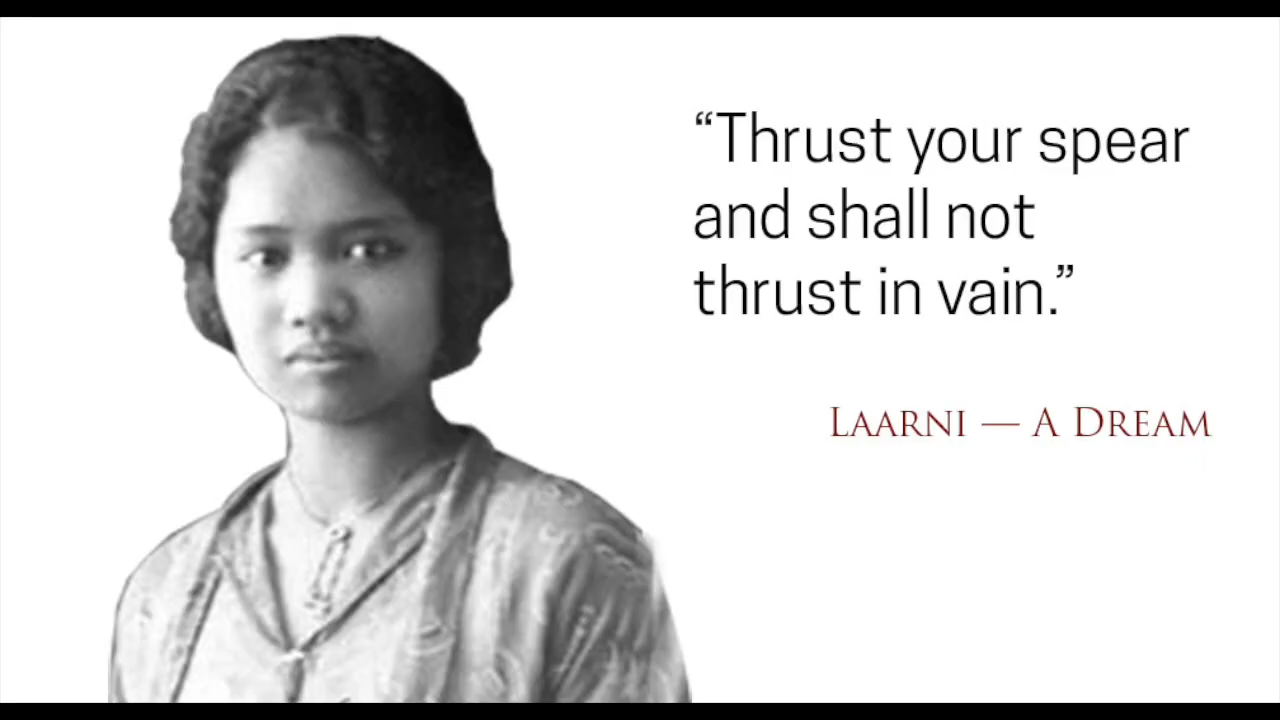 “Thrust your spear
and shall not
thrust in vain.”
LAARNI — A DREAM